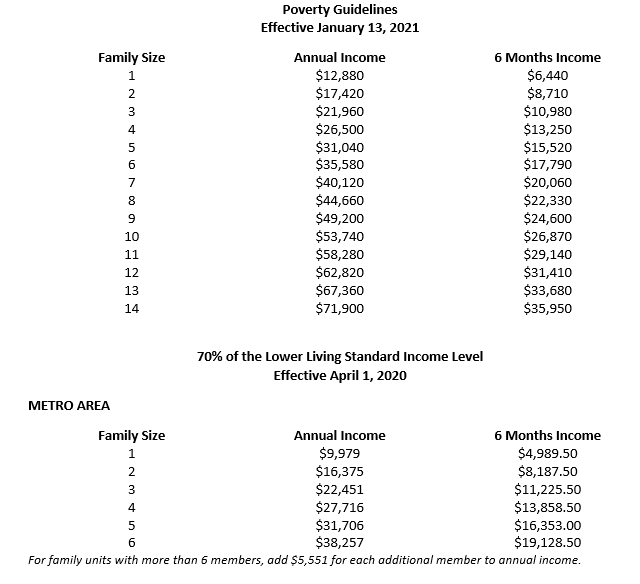 Poverty Guidelines
Effective January 13, 2021
Family Size Annual Income 6 Months Income
1 $12,880 $6,440
2 $17,420 $8,710
3 $21,960 $10,980
4 $26,500 $13,250
5 $31,040 $15,520
6 $35,580 $17,790
7 $40,120 $20,060
8 $44,660 $22,330
9 $49,200 $24,600
10 $53,740 $26,870
11 $58,280 $29,140
12 $62,820 $31,410
13 $67,360 $33,680
14 $71,900 $35,950
70% of the Lower Living Standard Income Level
Effective April 1, 2020
METRO AREA
Family Size Annual Income 6 Months Income
1 $9,979 $4,989.50
2 $16,375 $8,187.50
3 $22,451 $11,225.50
4 $27,716 $13,858.50
5 $31,706 $16,353.00
6 $38,257 $19,128.50
For family units with more than 6 members, add $5,551 for each additional member to annual income.